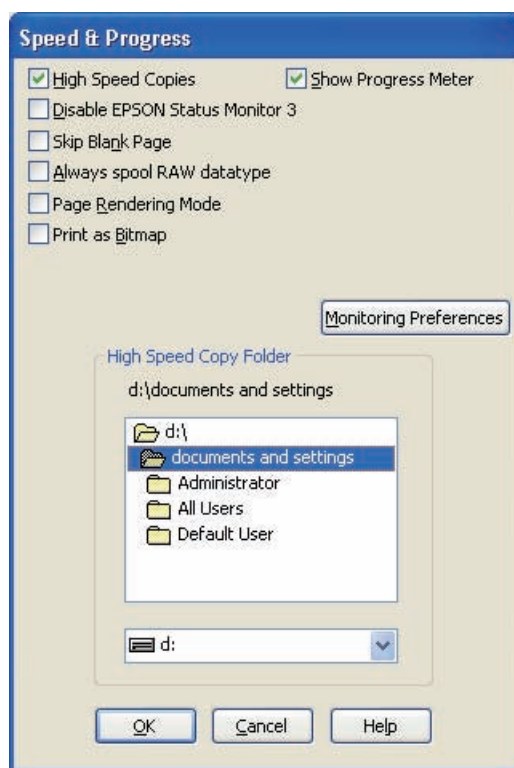 Speed & Progress
High Speed Copies Show Progress Meter
Disable EPSON Status Monitor 3
Skip Blank Page
Always spool RAW datatype
Page Rendering Mode
Print as Bitmap
Monitoring Preferences
High Speed Copy Folder
d:\documents and settings
d:\
documents and settings
Administrator
All Users
Default User
d:
OK Cancel Help